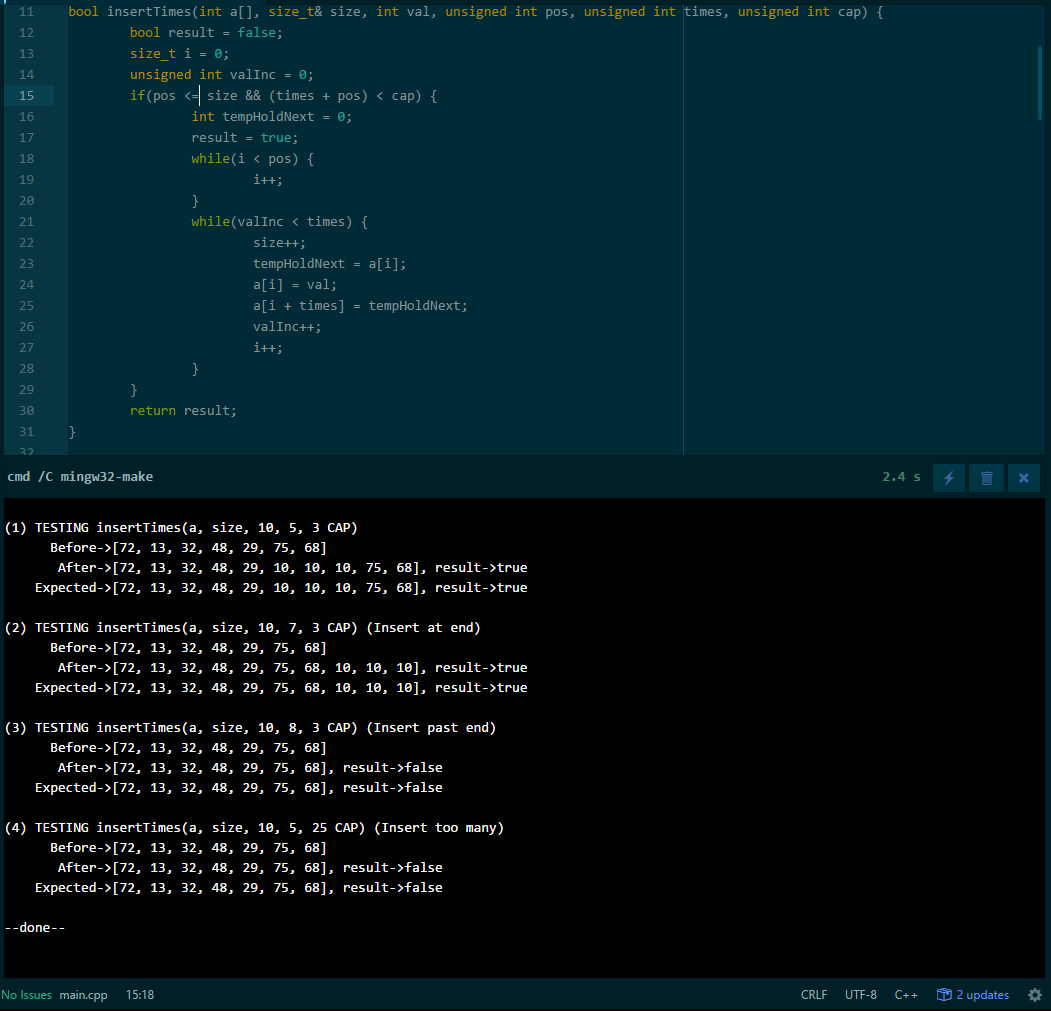 11 bool insertTimes(int a[], size_t& size, int val, unsigned int pos, unsigned int times, unsigned int cap) {
12 bool result = false;
13 size_t i = 0;
14 unsigned int valInc = 0;
15 if(pos <= size && (times + pos) < cap) {
16 int tempHoldNext = 0;
17 result = true;
18 while(i < pos) {
19 i++;
20 }
21 while(valInc < times) {
22 size++;
23 tempHoldNext = a[i];
24 a[i] = val;
25 a[i + times] = tempHoldNext;
26 valInc++;
27 i++;
28 }
29 }
30 return result;
31 }
32
cmd /C mingw32-make 2.4 s
(1) TESTING insertTimes(a, size, 10, 5, 3 CAP)
Before->[72, 13, 32, 48, 29, 75, 68]
After->[72, 13, 32, 48, 29, 10, 10, 10, 75, 68], result->true
Expected->[72, 13, 32, 48, 29, 10, 10, 10, 75, 68], result->true
(2) TESTING insertTimes(a, size, 10, 7, 3 CAP) (Insert at end)
Before->[72, 13, 32, 48, 29, 75, 68]
After->[72, 13, 32, 48, 29, 75, 68, 10, 10, 10], result->true
Expected->[72, 13, 32, 48, 29, 75, 68, 10, 10, 10], result->true
(3) TESTING insertTimes(a, size, 10, 8, 3 CAP) (Insert past end)
Before->[72, 13, 32, 48, 29, 75, 68]
After->[72, 13, 32, 48, 29, 75, 68], result->false
Expected->[72, 13, 32, 48, 29, 75, 68], result->false
(4) TESTING insertTimes(a, size, 10, 5, 25 CAP) (Insert too many)
Before->[72, 13, 32, 48, 29, 75, 68]
After->[72, 13, 32, 48, 29, 75, 68], result->false
Expected->[72, 13, 32, 48, 29, 75, 68], result->false
--done--
No Issues main.cpp 15:18 CRLF UTF-8 C++ 2 updates